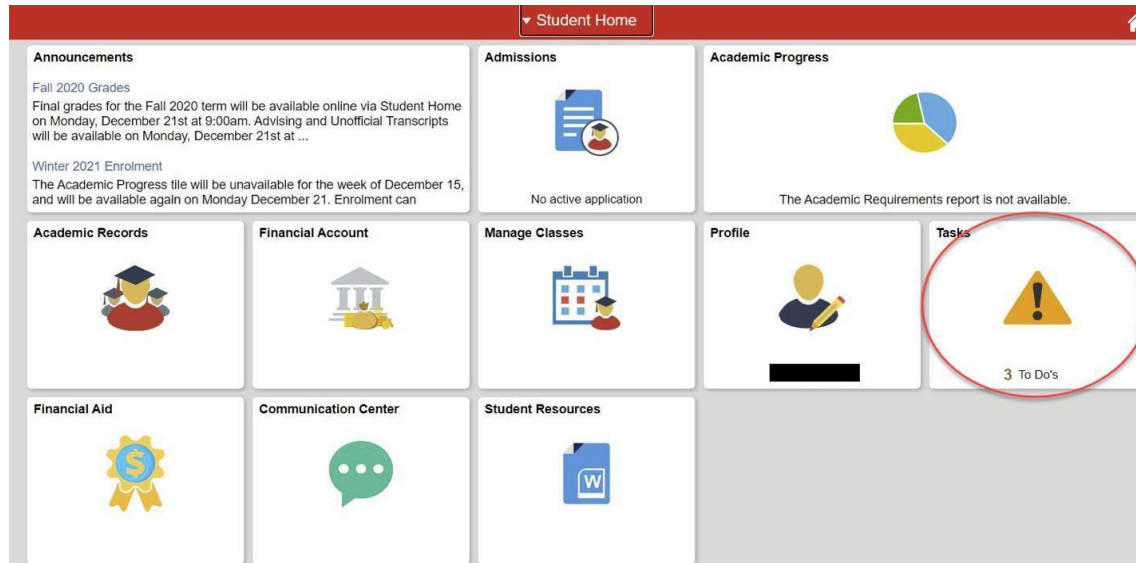 Student Home
Announcements
Fall 2020 Grades
Final grades for the Fall 2020 term will be available online via Student Home
on Monday, December 21st at 9:00am. Advising and Unofficial Transcripts
will be available on Monday, December 21st at ...
Winter 2021 Enrolment
The Academic Progress tile will be unavailable for the week of December 15,
and will be available again on Monday December 21. Enrolment can
Admissions
No active application
Academic Progress
The Academic Requirements report is not available.
Academic Records
Financial Account
Manage Classes
Profile
Tasks
3 To Do's
Financial Aid
Communication Center
Student Resources
W